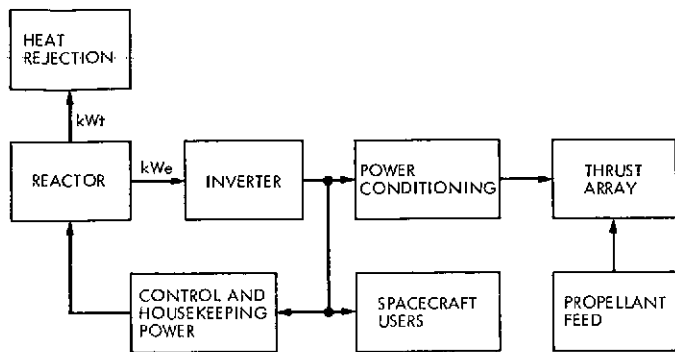 HEAT
REJECTION
kWt
REACTOR
kWe
INVERTER
POWER
CONDITIONING
THRUST
ARRAY
CONTROL AND
HOUSEKEEPING
POWER
SPACECRAFT
USERS
PROPELLANT
FEED